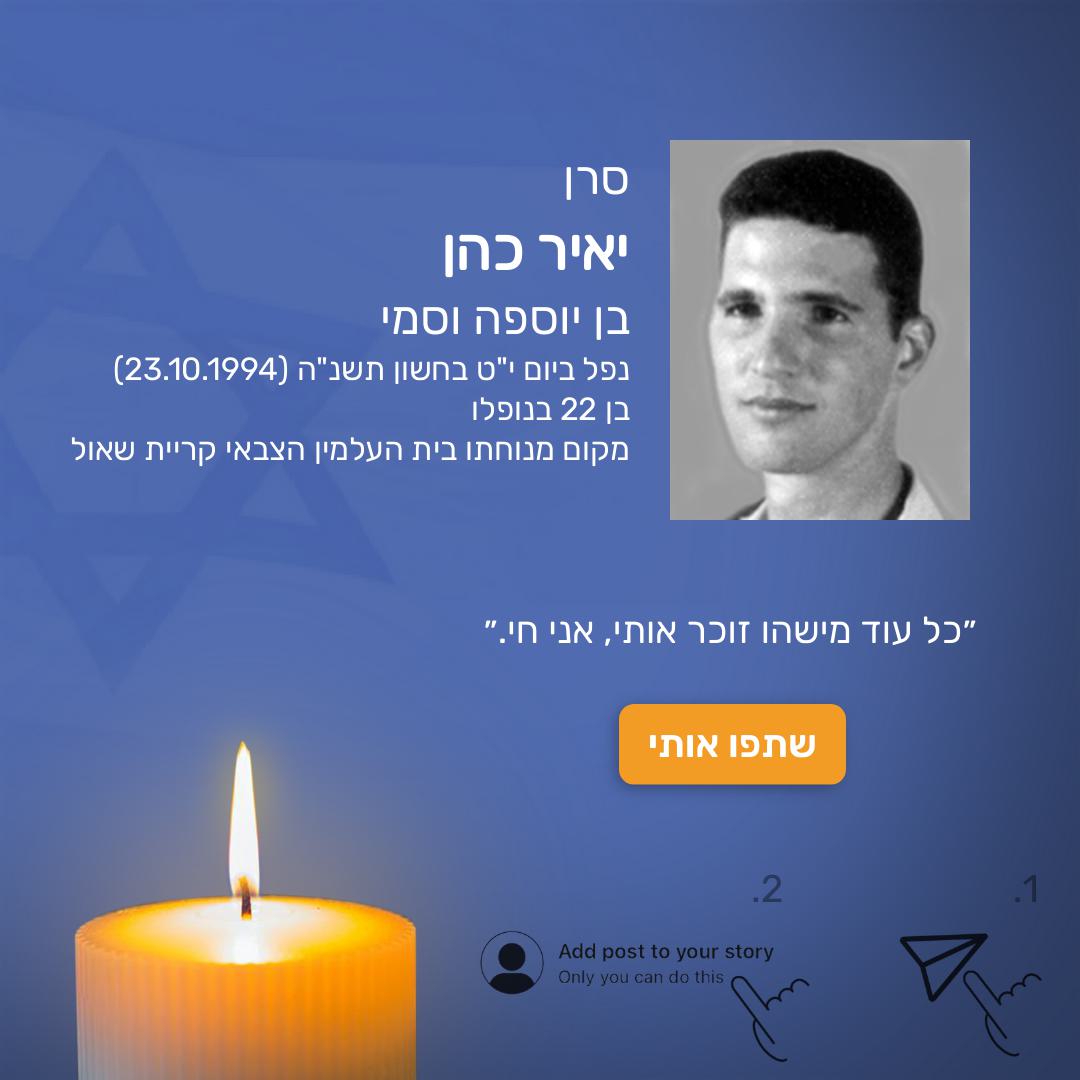 סרן
יאיר כהן
בן יוספה וסמי
נפל ביום י"ט בחשון תשנ"ה (23.10.1994)
בן 22 בנופלו
מקום מנוחתו בית העלמין הצבאי קריית שאול
״כל עוד מישהו זוכר אותי, אני חי.״
שתפו אותי
1.
2.
Add post to your story
Only you can do this